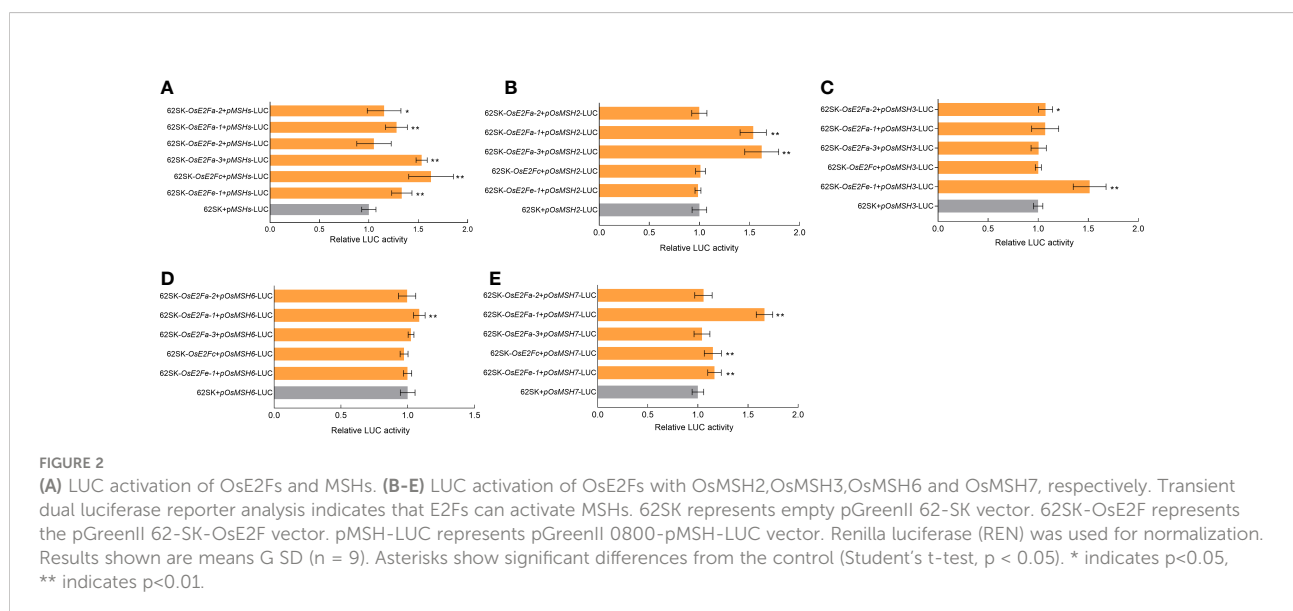 A
62SK-OsE2Fa-2+pMSHs-LUC
*
62SK-OsE2Fa-1+pMSHs-LUC
**
62SK-OsE2Fe-2+pMSHs-LUC
62SK-OsE2Fa-3+pMSHs-LUC
**
62SK-OsE2Fc+pMSHs-LUC
**
62SK-OsE2Fe-1+pMSHs-LUC
**
62SK+pMSHs-LUC
0.0 0.5 1.0 1.5 2.0
Relative LUC activity
B
62SK-OsE2Fa-2+pOsMSH2-LUC
62SK-OsE2Fa-1+pOsMSH2-LUC
**
62SK-OsE2Fa-3+pOsMSH2-LUC
**
62SK-OsE2Fc+pOsMSH2-LUC
62SK-OsE2Fe-1+pOsMSH2-LUC
62SK+pOsMSH2-LUC
0.0 0.5 1.0 1.5 2.0
Relative LUC activity
C
62SK-OsE2Fa-2+pOsMSH3-LUC
*
62SK-OsE2Fa-1+pOsMSH3-LUC
62SK-OsE2Fa-3+pOsMSH3-LUC
62SK-OsE2Fc+pOsMSH3-LUC
62SK-OsE2Fe-1+pOsMSH3-LUC
**
62SK+pOsMSH3-LUC
0.0 0.5 1.0 1.5 2.0
Relative LUC activity
D
62SK-OsE2Fa-2+pOsMSH6-LUC
62SK-OsE2Fa-1+pOsMSH6-LUC
**
62SK-OsE2Fa-3+pOsMSH6-LUC
62SK-OsE2Fc+pOsMSH6-LUC
62SK-OsE2Fe-1+pOsMSH6-LUC
62SK+pOsMSH6-LUC
0.0 0.5 1.0 1.5
Relative LUC activity
E
62SK-OsE2Fa-2+pOsMSH7-LUC
62SK-OsE2Fa-1+pOsMSH7-LUC
**
62SK-OsE2Fa-3+pOsMSH7-LUC
62SK-OsE2Fc+pOsMSH7-LUC
**
62SK-OsE2Fe-1+pOsMSH7-LUC
**
62SK+pOsMSH7-LUC
0.0 0.5 1.0 1.5 2.0
Relative LUC activity
FIGURE 2
(A) LUC activation of OsE2Fs and MSHs. (B-E) LUC activation of OsE2Fs with OsMSH2,OsMSH3,OsMSH6 and OsMSH7, respectively. Transient
dual luciferase reporter analysis indicates that E2Fs can activate MSHs. 62SK represents empty pGreenII 62-SK vector. 62SK-OsE2F represents
the pGreenII 62-SK-OsE2F vector. pMSH-LUC represents pGreenII 0800-pMSH-LUC vector. Renilla luciferase (REN) was used for normalization.
Results shown are means G SD (n = 9). Asterisks show significant differences from the control (Student's t-test, p < 0.05). * indicates p<0.05,
** indicates p<0.01.